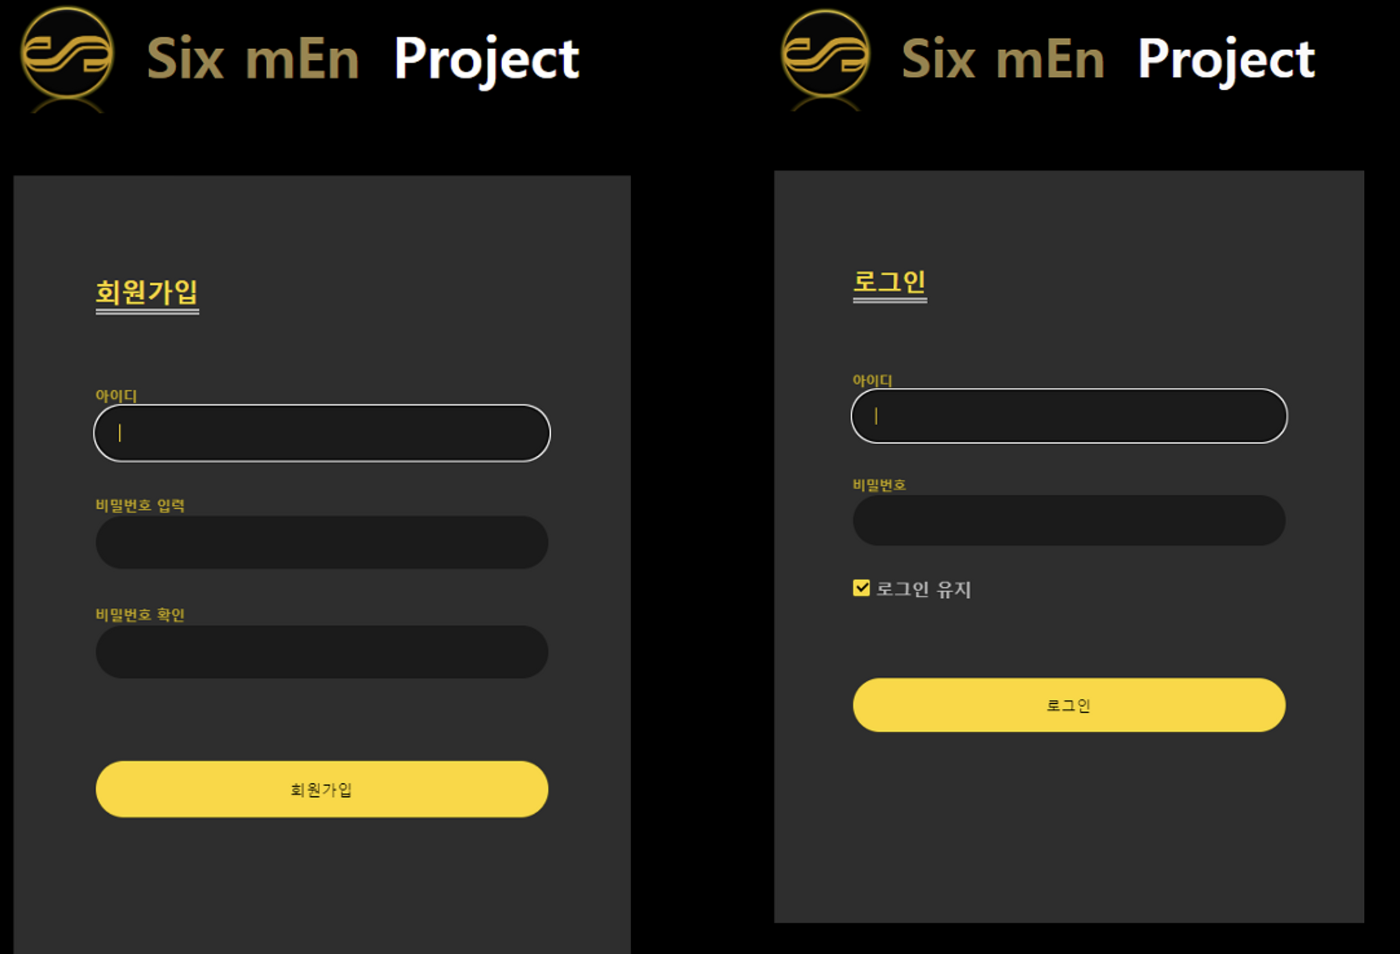 Six mEn Project
회원가입
아이디
비밀번호 입력
비밀번호 확인
회원가입
Six mEn Project
로그인
아이디
비밀번호
로그인 유지
로그인